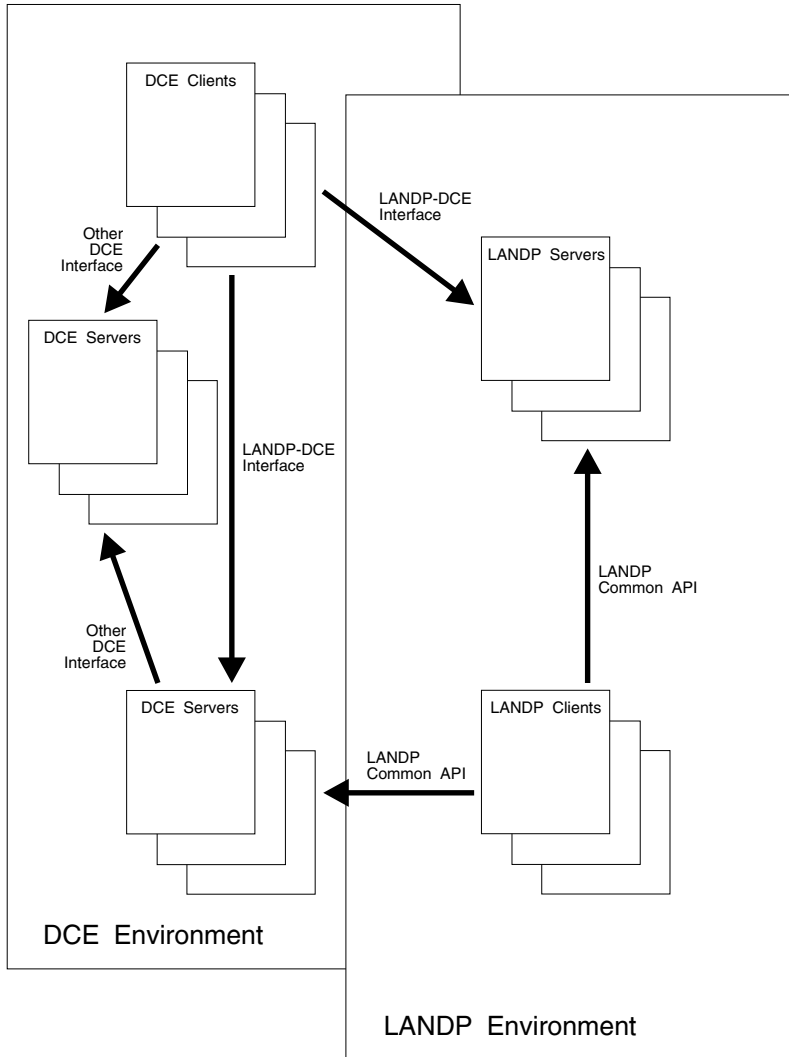 DCE Clients
LANDP-DCE
Interface
Other
DCE
Interface
LANDP Servers
DCE Servers
LANDP-DCE
Interface
LANDP
Common API
Other
DCE
Interface
DCE Servers
LANDP Clients
LANDP
Common API
DCE Environment
LANDP Environment